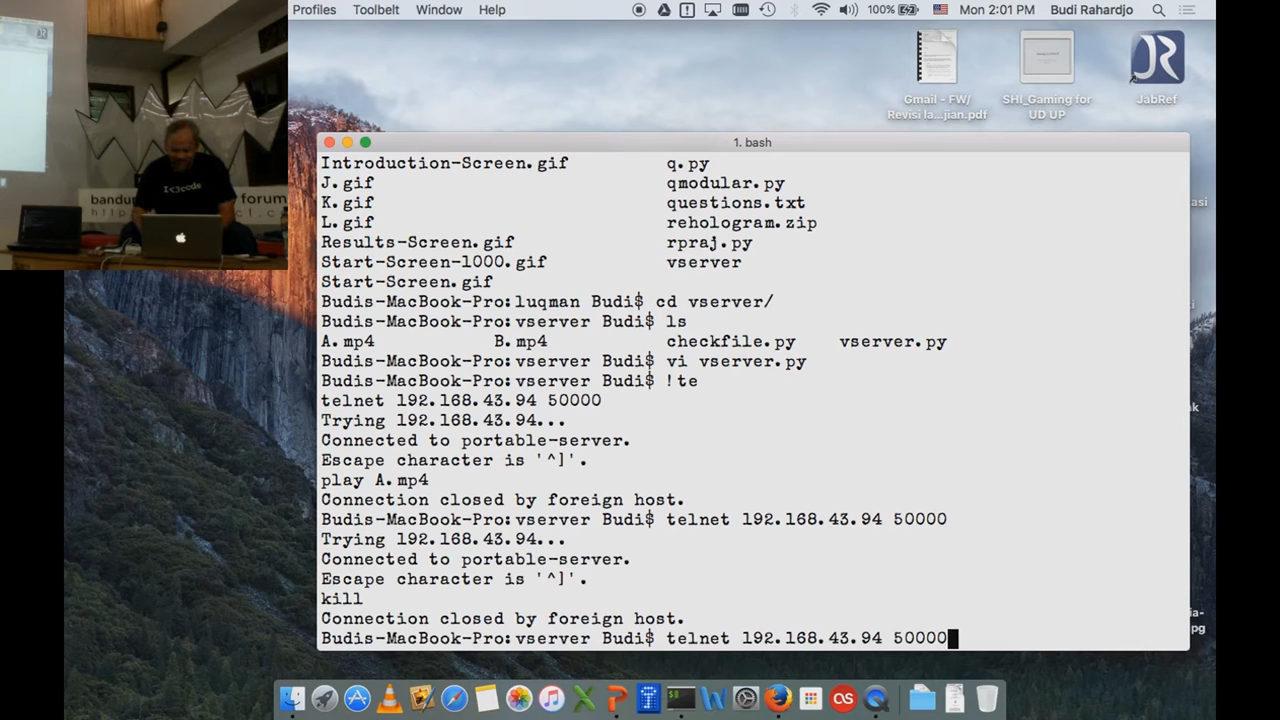 Profiles Toolbelt Window Help 100% Mon 2:01 PM Budi Rahardjo
Gmail - FW/
Revisi la...jian.pdf
SHI_Gaming for
UD UP
JabRef
1. bash
Introduction-Screen.gif q.py
J.gif qmodular.py
K.gif questions.txt
L.gif rehologram.zip
Results-Screen.gif rpraj.py
Start-Screen-1000.gif vserver
Start-Screen.gif
Budis-MacBook-Pro:luqman Budi$ cd vserver/
Budis-MacBook-Pro:vserver Budi$ ls
A.mp4 B.mp4 checkfile.py vserver.py
Budis-MacBook-Pro:vserver Budi$ vi vserver.py
Budis-MacBook-Pro:vserver Budi$ !te
telnet 192.168.43.94 50000
Trying 192.168.43.94...
Connected to portable-server.
Escape character is '^]'.
play A.mp4
Connection closed by foreign host.
Budis-MacBook-Pro:vserver Budi$ telnet 192.168.43.94 50000
Trying 192.168.43.94...
Connected to portable-server.
Escape character is '^]'.
kill
Connection closed by foreign host.
Budis-MacBook-Pro:vserver Budi$ telnet 192.168.43.94 50000
forum